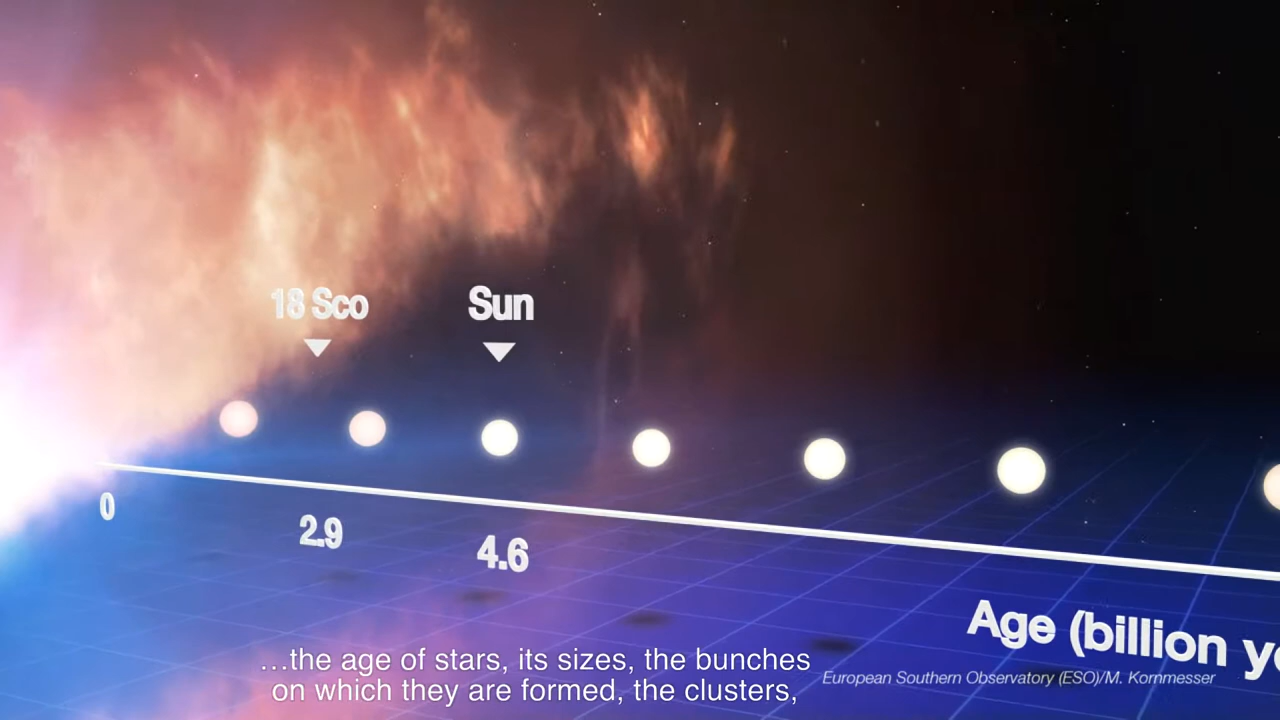 18 Sco
Sun
0
2.9
4.6
Age (billion
…the age of stars, its sizes, the bunches
on which they are formed, the clusters,
European Southern Observatory (ESO)/M. Kornmesser